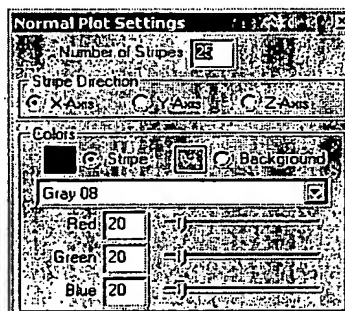 Normal Plot Settings
Number of Stripes
Stripe Direction
X-Axis Y-Axis Z-Axis
Colors
Stripe Background
Gray 08
Red 20
Green 20
Blue 20